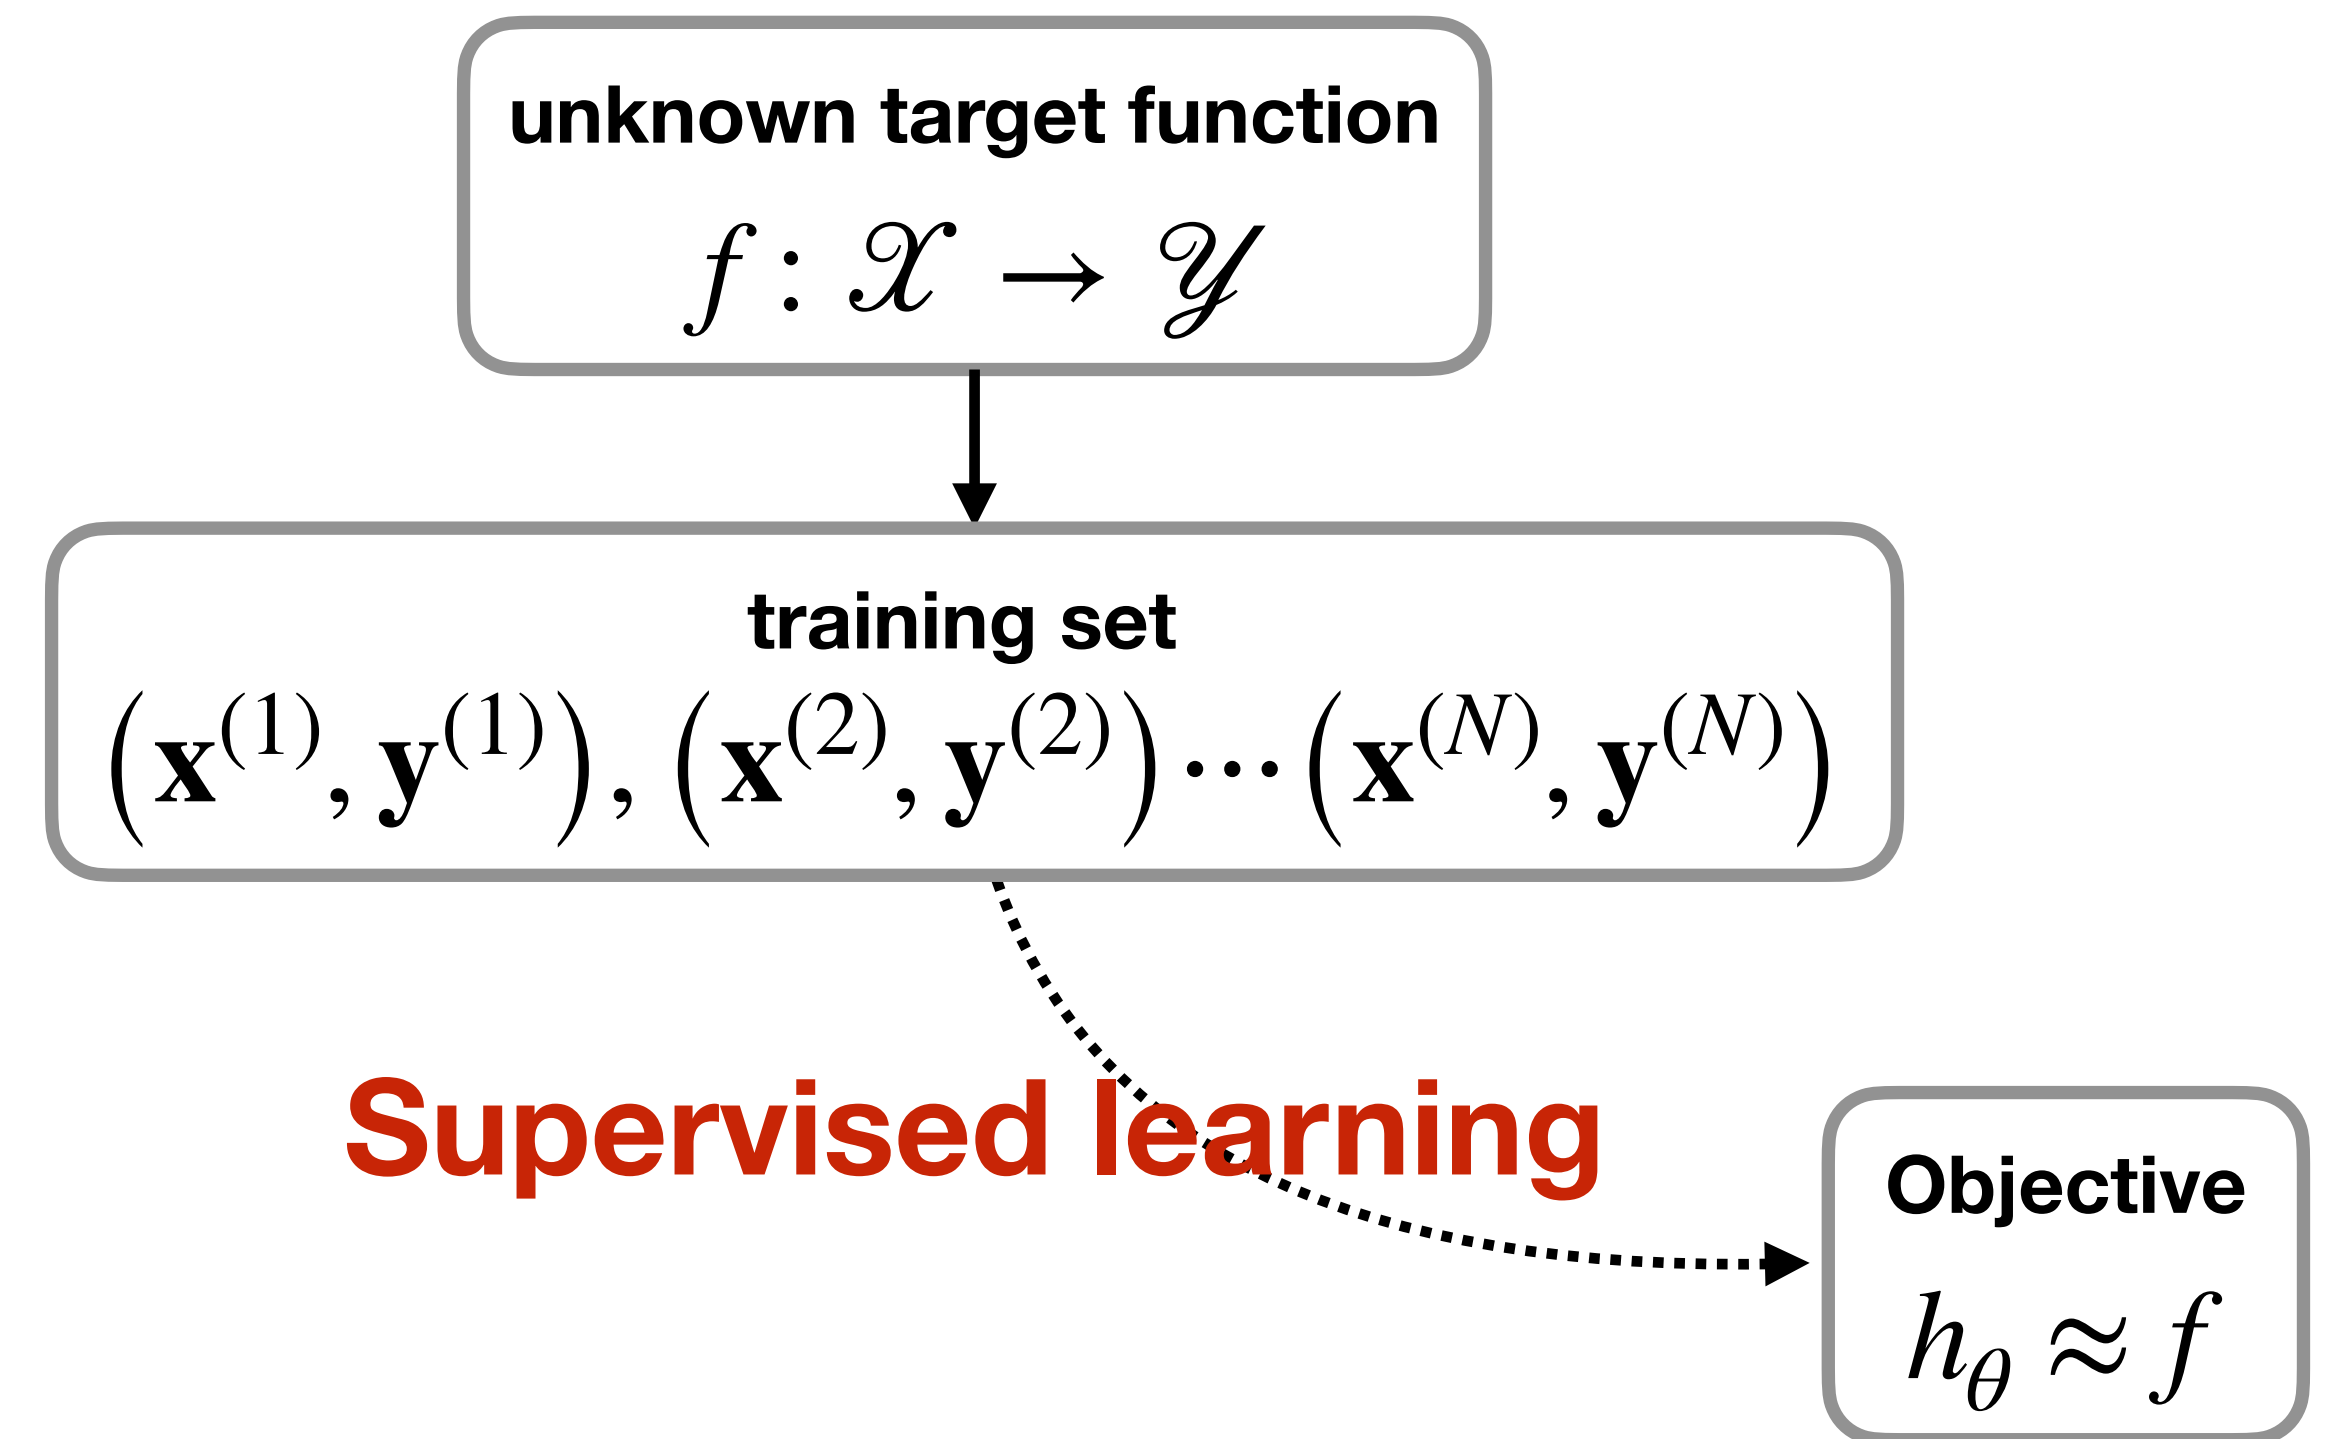 unknown target function
f : 𝒳 → 𝒴
training set
(𝐱⁽¹⁾, 𝐲⁽¹⁾), (𝐱⁽²⁾, 𝐲⁽²⁾) ⋯ (𝐱⁽ᴺ⁾, 𝐲⁽ᴺ⁾)
Supervised learning
Objective
h_θ ≈ f